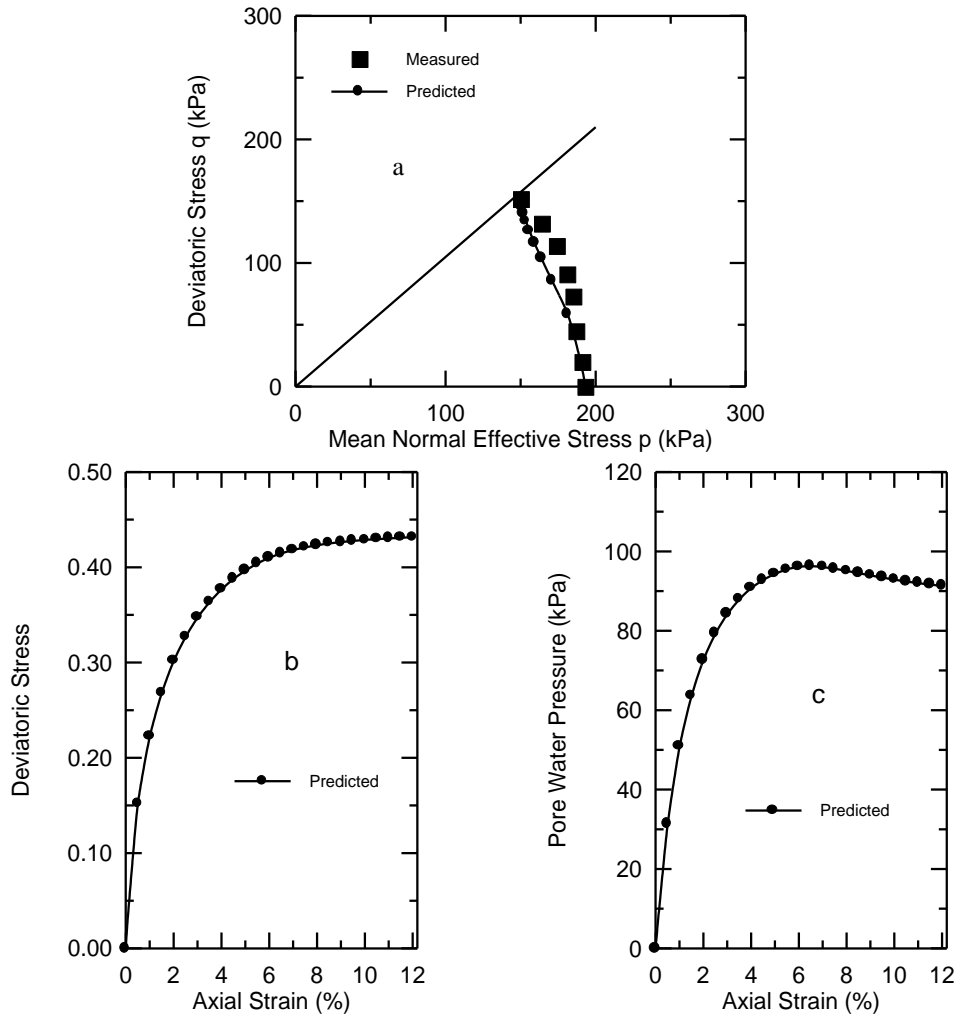 300
200
100
0
Deviatoric Stress q (kPa)
Measured
Predicted
a
0 100 200 300
Mean Normal Effective Stress p (kPa)
0.50
0.40
0.30
0.20
0.10
0.00
Deviatoric Stress
b
Predicted
0 2 4 6 8 10 12
Axial Strain (%)
120
100
80
60
40
20
0
Pore Water Pressure (kPa)
c
Predicted
0 2 4 6 8 10 12
Axial Strain (%)